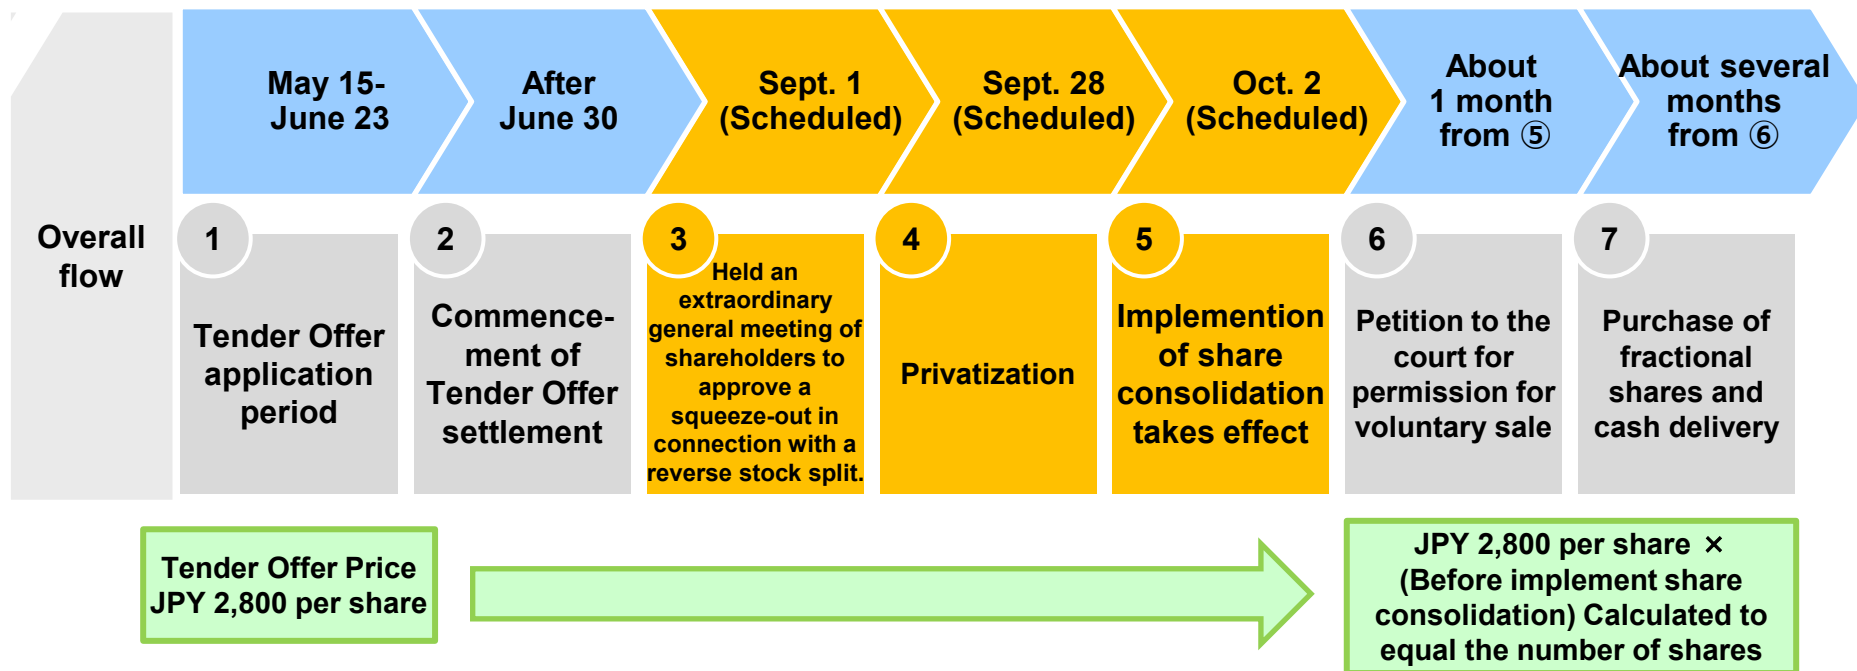 Overall
flow
May 15-
June 23
After
June 30
Sept. 1
(Scheduled)
Sept. 28
(Scheduled)
Oct. 2
(Scheduled)
About
1 month
from ⑤
About several
months
from ⑥
1
Tender Offer
application
period
2
Commence-
ment of
Tender Offer
settlement
3
Held an
extraordinary
general meeting of
shareholders to
approve a
squeeze-out in
connection with a
reverse stock split.
4
Privatization
5
Implemention
of share
consolidation
takes effect
6
Petition to the
court for
permission for
voluntary sale
7
Purchase of
fractional
shares and
cash delivery
Tender Offer Price
JPY 2,800 per share
JPY 2,800 per share ×
(Before implement share
consolidation) Calculated to
equal the number of shares